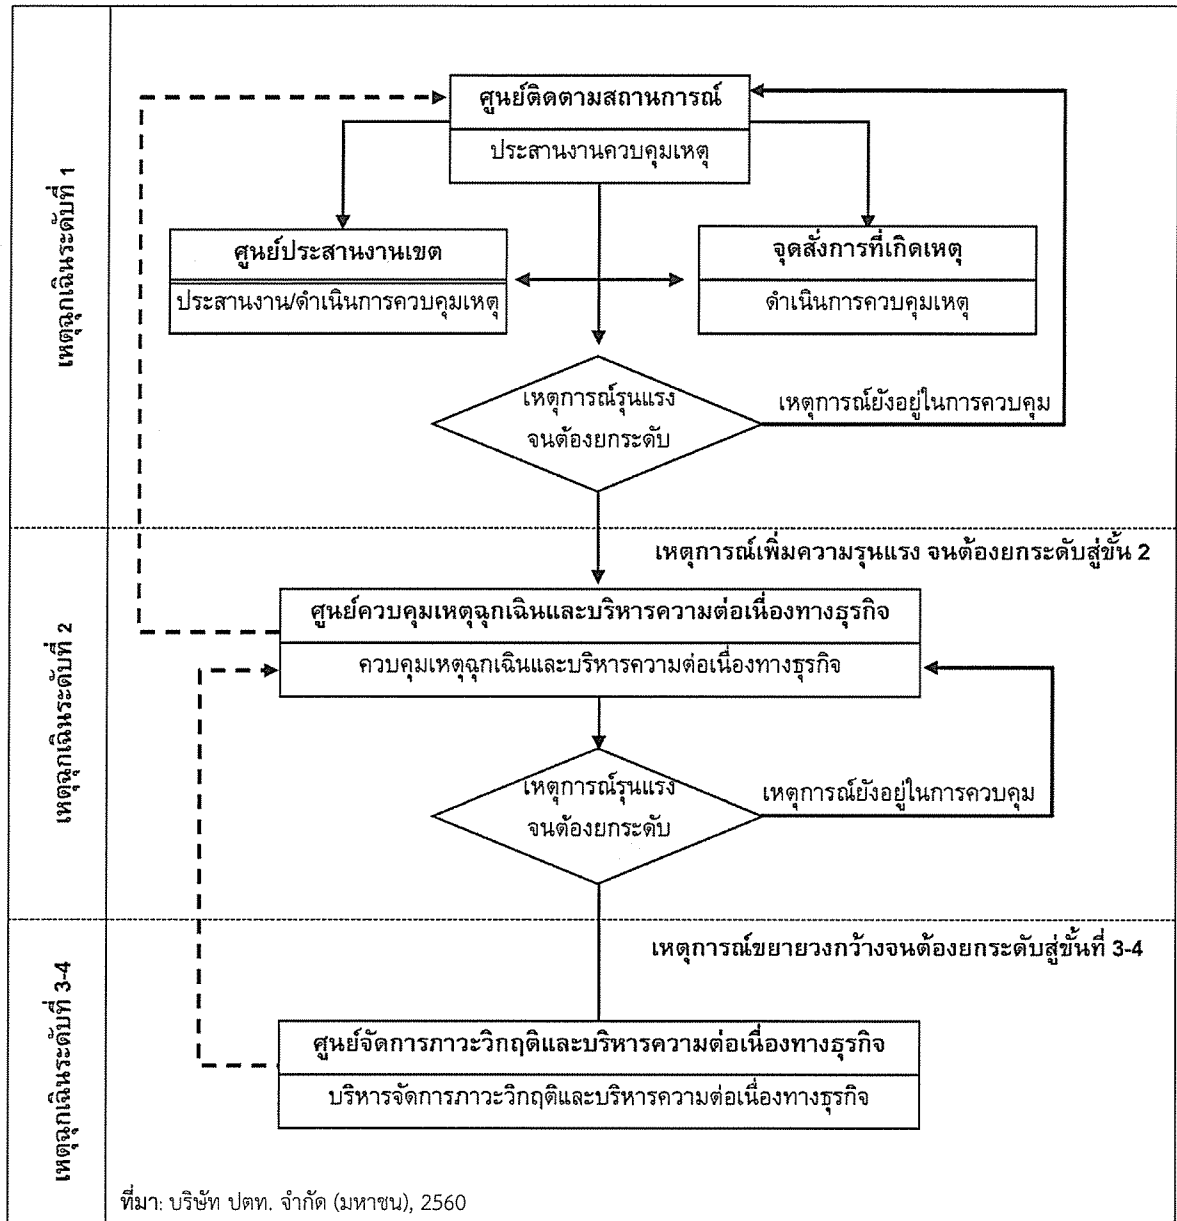 เหตุฉุกเฉินระดับที่ 1
ศูนย์ติดตามสถานการณ์
ประสานงานควบคุมเหตุ
ศูนย์ประสานงานเขต
ประสานงาน/ดำเนินการควบคุมเหตุ
จุดสั่งการที่เกิดเหตุ
ดำเนินการควบคุมเหตุ
เหตุการณ์รุนแรง
จนต้องยกระดับ
เหตุการณ์ยังอยู่ในการควบคุม
เหตุฉุกเฉินระดับที่ 2
เหตุการณ์เพิ่มความรุนแรง จนต้องยกระดับสู่ขั้น 2
ศูนย์ควบคุมเหตุฉุกเฉินและบริหารความต่อเนื่องทางธุรกิจ
ควบคุมเหตุฉุกเฉินและบริหารความต่อเนื่องทางธุรกิจ
เหตุการณ์รุนแรง
จนต้องยกระดับ
เหตุการณ์ยังอยู่ในการควบคุม
เหตุฉุกเฉินระดับที่ 3-4
เหตุการณ์ขยายวงกว้างจนต้องยกระดับสู่ขั้นที่ 3-4
ศูนย์จัดการภาวะวิกฤติและบริหารความต่อเนื่องทางธุรกิจ
บริหารจัดการภาวะวิกฤติและบริหารความต่อเนื่องทางธุรกิจ
ที่มา: บริษัท ปตท. จำกัด (มหาชน), 2560